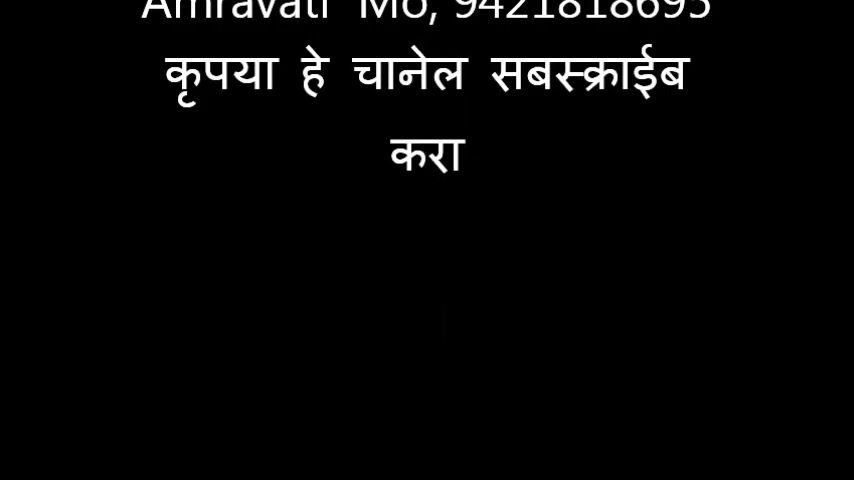 Amravati Mo, 9421818695
कृपया हे चानेल सबस्क्राईब
करा